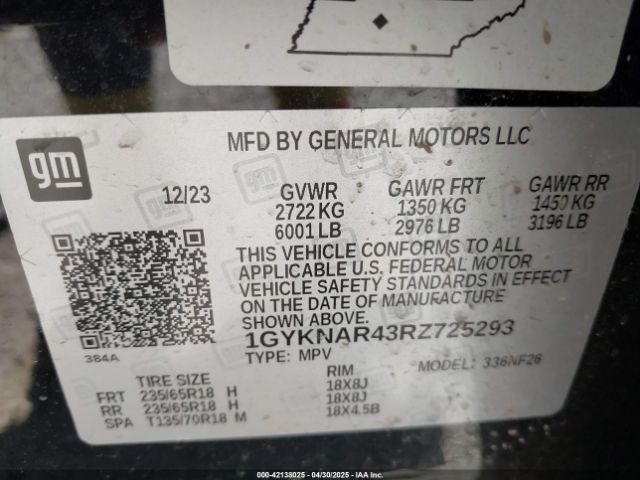 gm
MFD BY GENERAL MOTORS LLC
12/23 GVWR GAWR FRT GAWR RR
2722 KG 1350 KG 1450 KG
6001 LB 2976 LB 3196 LB
THIS VEHICLE CONFORMS TO ALL
APPLICABLE U.S. FEDERAL MOTOR
VEHICLE SAFETY STANDARDS IN EFFECT
ON THE DATE OF MANUFACTURE
SHOWN ABOVE.
1GYKNAR43RZ725293
384A
TYPE: MPV MODEL: 336NF26
TIRE SIZE RIM
FRT 235/65R18 H 18X8J
RR 235/65R18 H 18X8J
SPA T135/70R18 M 18X4.5B
000-42138025 - 04/30/2025 - IAA Inc.